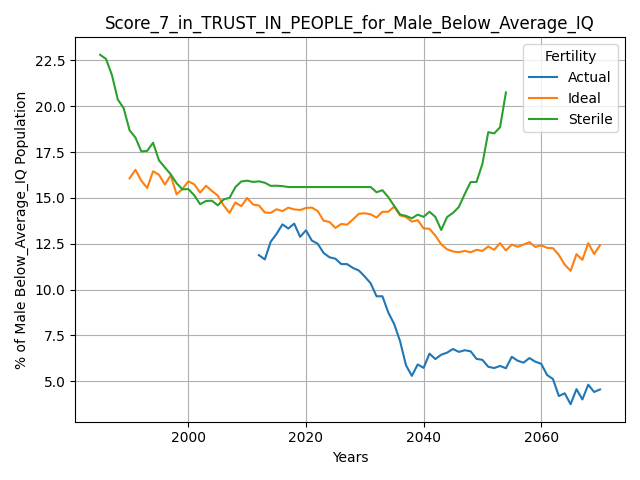 Score_7_in_TRUST_IN_PEOPLE_for_Male_Below_Average_IQ
% of Male Below_Average_IQ Population
22.5
20.0
17.5
15.0
12.5
10.0
7.5
5.0
Fertility
Actual
Ideal
Sterile
2000
2020
2040
2060
Years